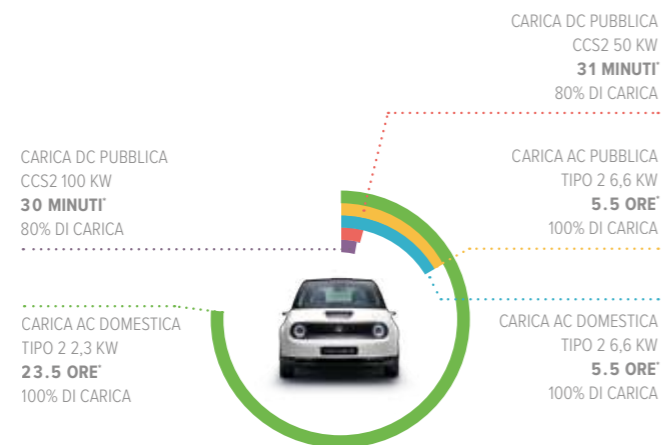 CARICA DC PUBBLICA
CCS2 50 KW
31 MINUTI*
80% DI CARICA
CARICA DC PUBBLICA
CCS2 100 KW
30 MINUTI*
80% DI CARICA
CARICA AC PUBBLICA
TIPO 2 6,6 KW
5.5 ORE*
100% DI CARICA
CARICA AC DOMESTICA
TIPO 2 2,3 KW
23.5 ORE*
100% DI CARICA
CARICA AC DOMESTICA
TIPO 2 6,6 KW
5.5 ORE*
100% DI CARICA